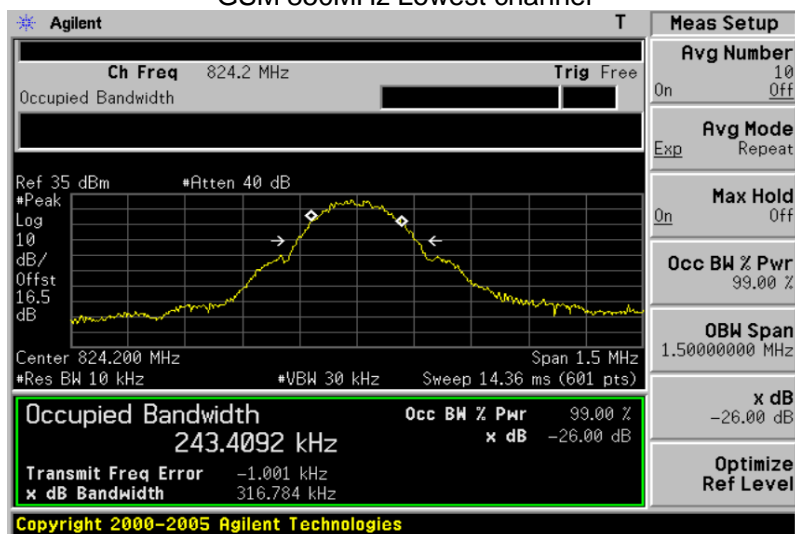 GSM 850MHz Lowest channel
Agilent T Meas Setup
Ch Freq 824.2 MHz Trig Free
Occupied Bandwidth
Avg Number
10
On Off
Avg Mode
Exp Repeat
Max Hold
On Off
Occ BW % Pwr
99.00 %
OBW Span
1.50000000 MHz
x dB
-26.00 dB
Optimize
Ref Level
Ref 35 dBm #Atten 40 dB
#Peak
Log
10
dB/
Offst
16.5
dB
Center 824.200 MHz Span 1.5 MHz
#Res BW 10 kHz #VBW 30 kHz Sweep 14.36 ms (601 pts)
Occupied Bandwidth Occ BW % Pwr 99.00 %
243.4092 kHz x dB -26.00 dB
Transmit Freq Error -1.001 kHz
x dB Bandwidth 316.784 kHz
Copyright 2000-2005 Agilent Technologies